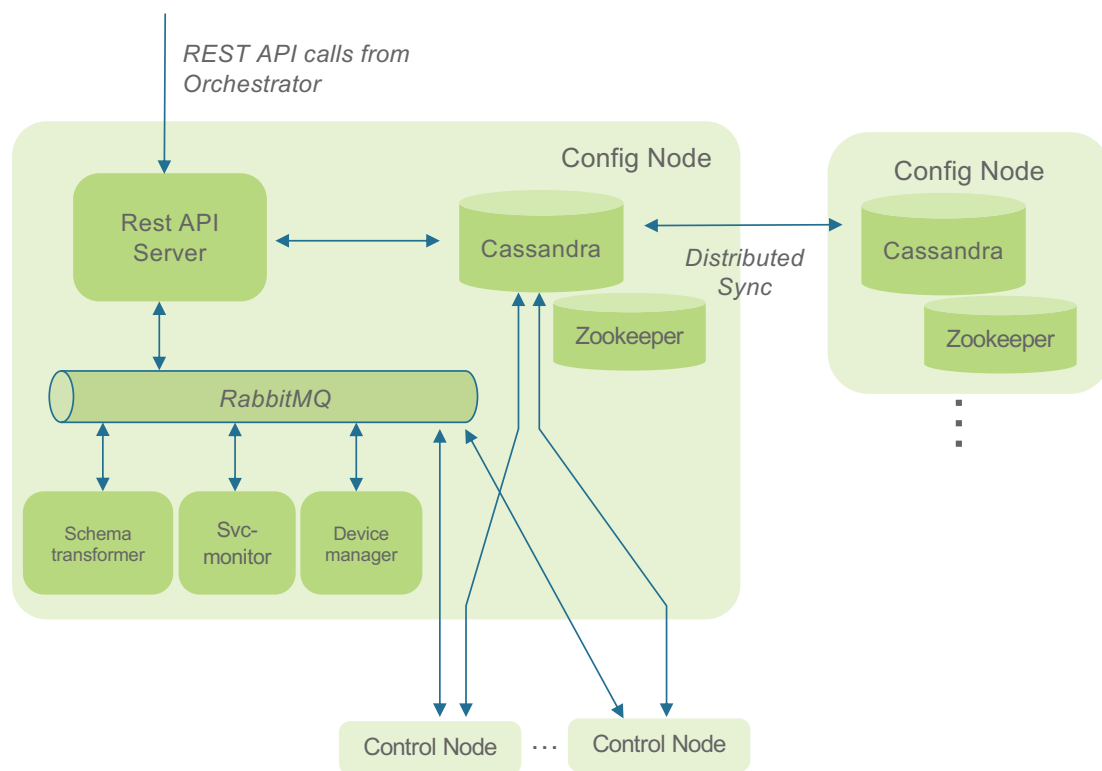 REST API calls from
Orchestrator
Config Node
Rest API
Server
Cassandra
Zookeeper
Distributed
Sync
Config Node
Cassandra
Zookeeper
RabbitMQ
Schema
transformer
Svc-
monitor
Device
manager
Control Node
...
Control Node